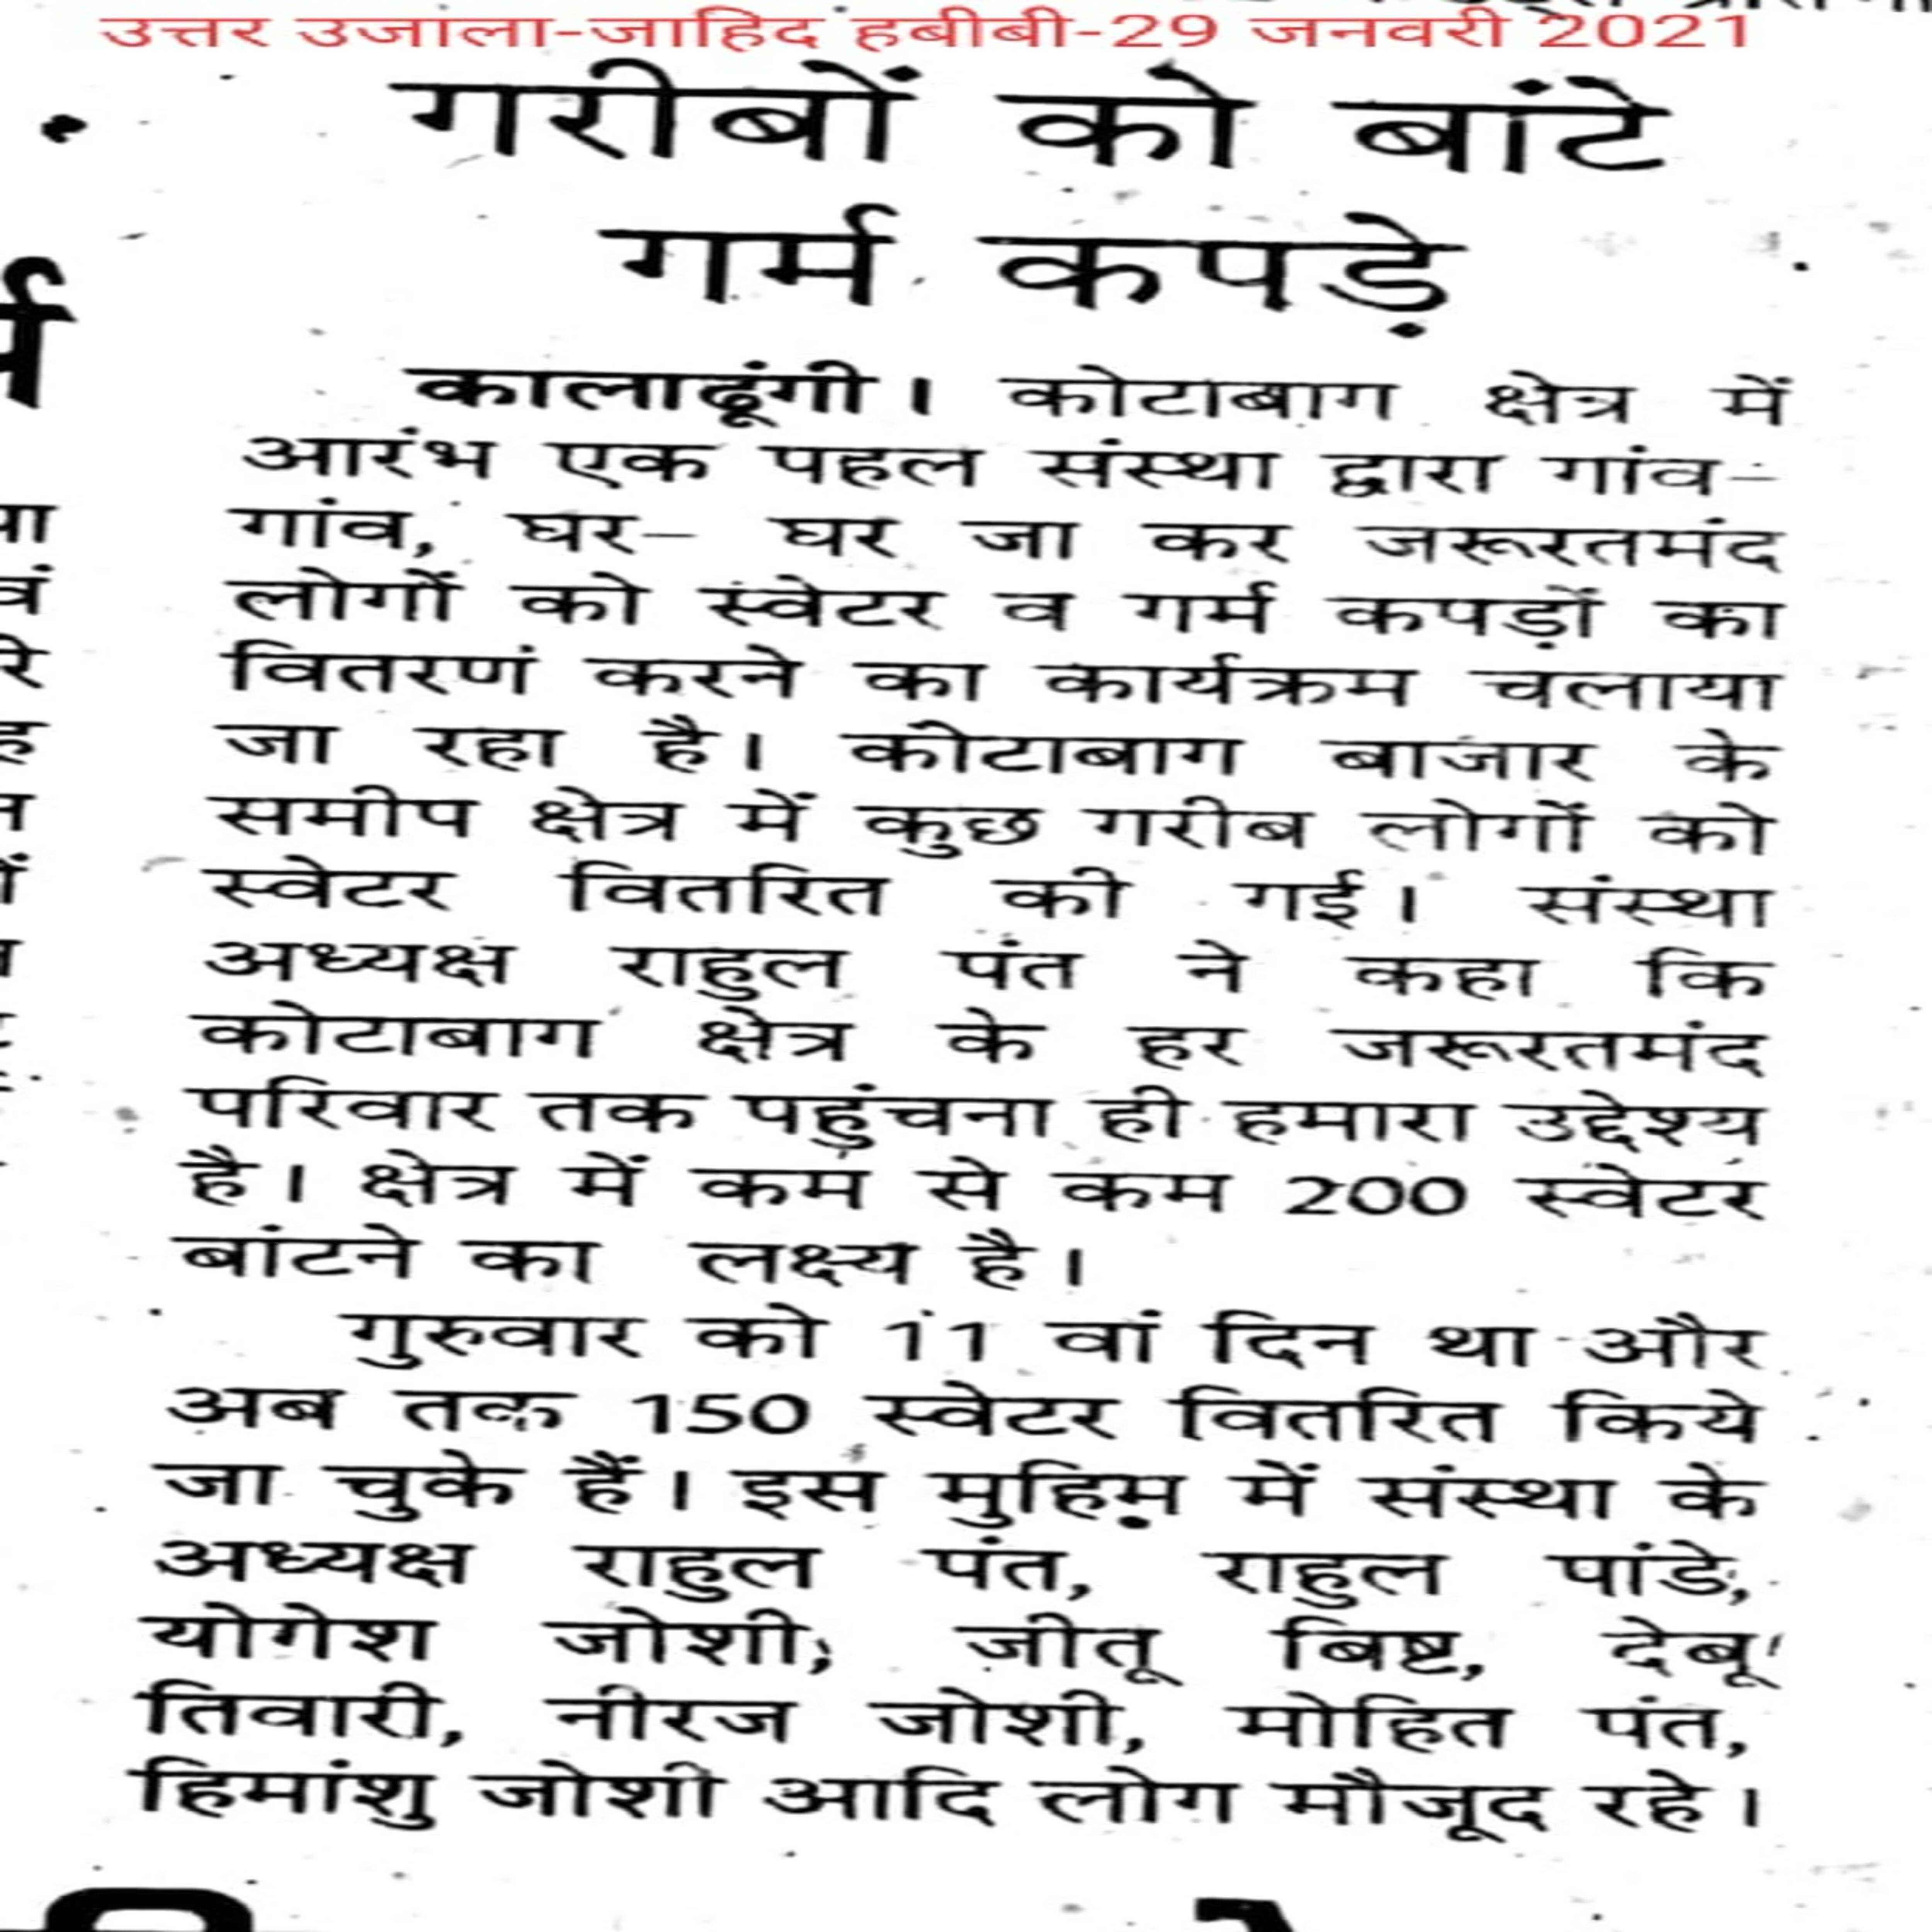 उत्तर उजाला-जाहिद हबीबी-29 जनवरी 2021
गरीबों को बांटे
गर्म कपड़े
कालाढूंगी। कोटाबाग क्षेत्र में
आरंभ एक पहल संस्था द्वारा गांव-
गांव, घर- घर जा कर जरूरतमंद
लोगों को स्वेटर व गर्म कपड़ों का
वितरण करने का कार्यक्रम चलाया
जा रहा है। कोटाबाग बाजार के
समीप क्षेत्र में कुछ गरीब लोगों को
स्वेटर वितरित की गई। संस्था
अध्यक्ष राहुल पंत ने कहा कि
कोटाबाग क्षेत्र के हर जरूरतमंद
परिवार तक पहुंचना ही हमारा उद्देश्य
है। क्षेत्र में कम से कम 200 स्वेटर
बांटने का लक्ष्य है।
गुरुवार को 11 वां दिन था और
अब तक 150 स्वेटर वितरित किये
जा चुके हैं। इस मुहिम में संस्था के
अध्यक्ष राहुल पंत, राहुल पांडे,
योगेश जोशी, जीतू बिष्ट, देबू
तिवारी, नीरज जोशी, मोहित पंत,
हिमांशु जोशी आदि लोग मौजूद रहे।